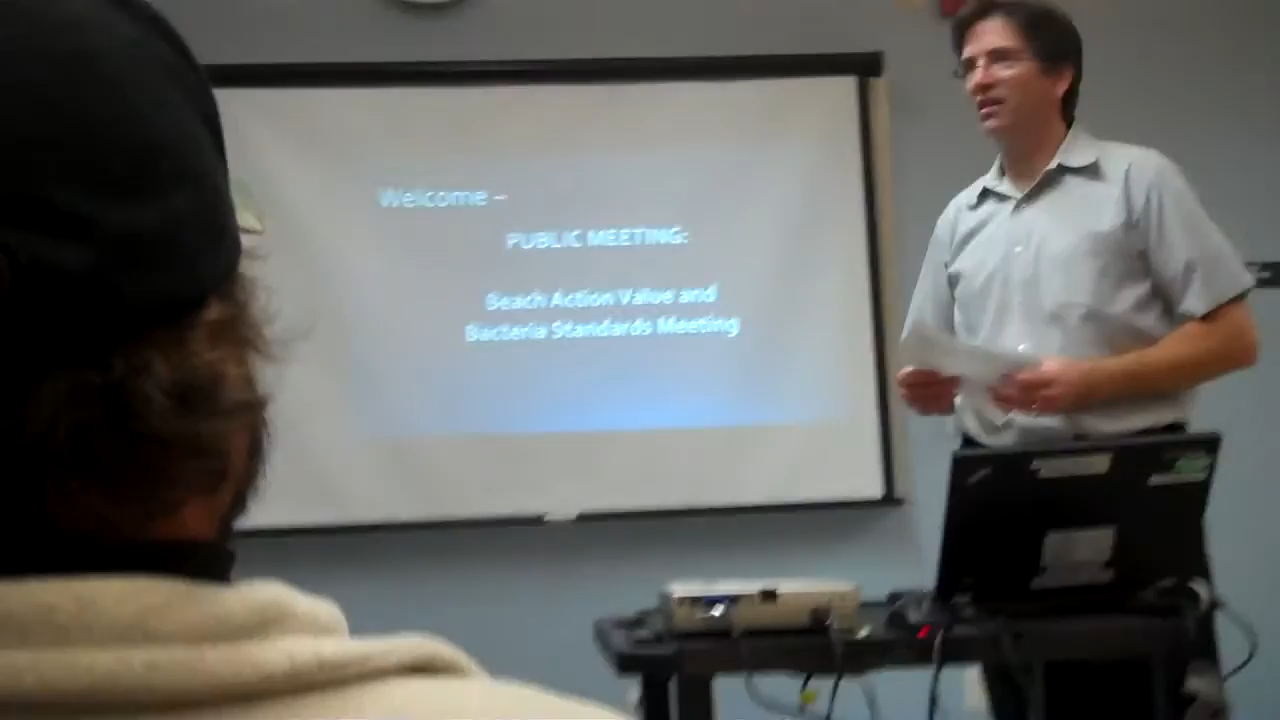 Welcome –
PUBLIC MEETING:
Beach Action Value and
Bacteria Standards Meeting